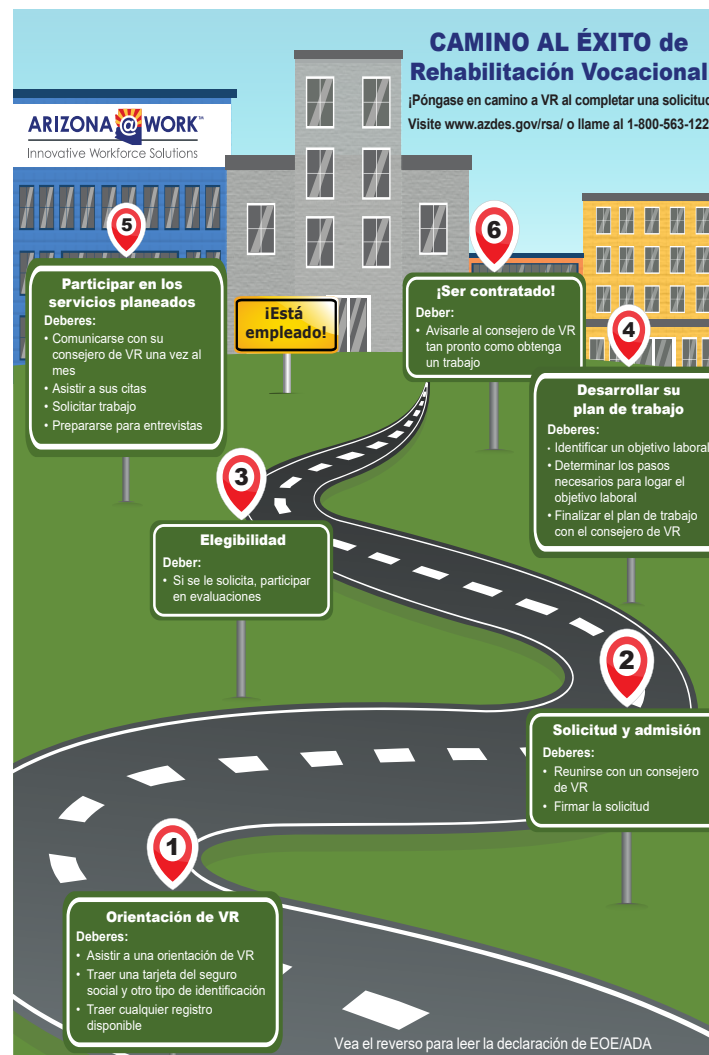 CAMINO AL ÉXITO de
Rehabilitación Vocacional
¡Póngase en camino a VR al completar una solicitud
Visite www.azdes.gov/rsa/ o llame al 1-800-563-122
ARIZONA@WORK™
Innovative Workforce Solutions
5
Participar en los
servicios planeados
Deberes:
• Comunicarse con su
consejero de VR una vez al
mes
• Asistir a sus citas
• Solicitar trabajo
• Prepararse para entrevistas
¡Está
empleado!
6
¡Ser contratado!
Deber:
• Avisarle al consejero de VR
tan pronto como obtenga
un trabajo
4
Desarrollar su
plan de trabajo
Deberes:
• Identificar un objetivo laboral
• Determinar los pasos
necesarios para logar el
objetivo laboral
• Finalizar el plan de trabajo
con el consejero de VR
3
Elegibilidad
Deber:
• Si se le solicita, participar
en evaluaciones
2
Solicitud y admisión
Deberes:
• Reunirse con un consejero
de VR
• Firmar la solicitud
1
Orientación de VR
Deberes:
• Asistir a una orientación de VR
• Traer una tarjeta del seguro
social y otro tipo de identificación
• Traer cualquier registro
disponible
Vea el reverso para leer la declaración de EOE/ADA